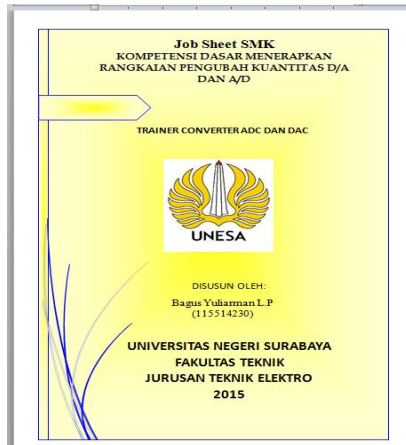 Job Sheet SMK
KOMPETENSI DASAR MENERAPKAN
RANGKAIAN PENGUBAH KUANTITAS D/A
DAN A/D
TRAINER CONVERTER ADC DAN DAC
UNESA
DISUSUN OLEH:
Bagus Yuliarman L.P
(115514230)
UNIVERSITAS NEGERI SURABAYA
FAKULTAS TEKNIK
JURUSAN TEKNIK ELEKTRO
2015